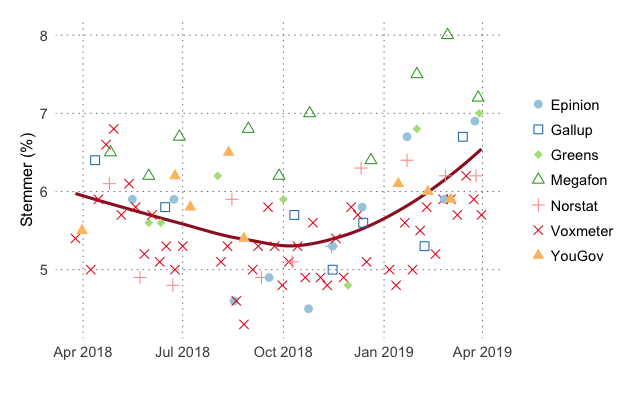 Stemmer (%)
8
7
6
5
Apr 2018
Jul 2018
Oct 2018
Jan 2019
Apr 2019
Epinion
Gallup
Greens
Megafon
Norstat
Voxmeter
YouGov